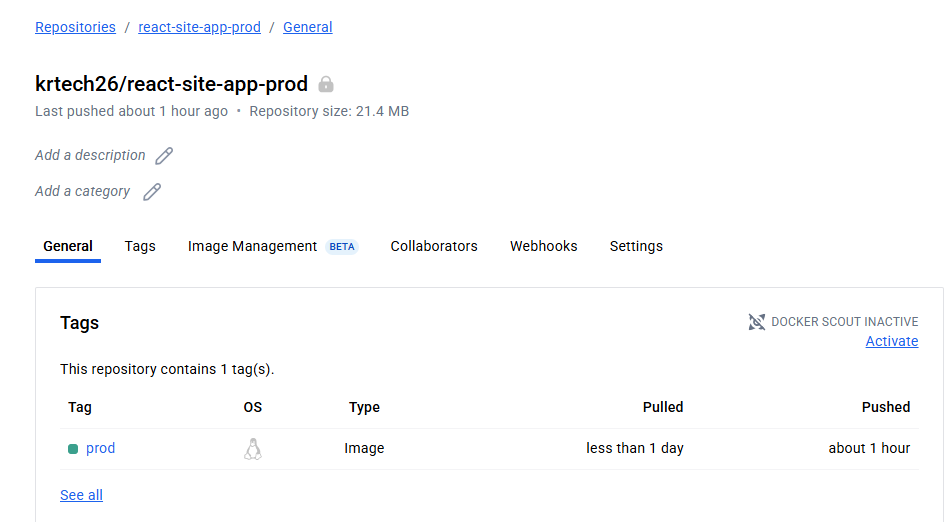 Repositories / react-site-app-prod / General
krtech26/react-site-app-prod
Last pushed about 1 hour ago • Repository size: 21.4 MB
Add a description
Add a category
General Tags Image Management BETA Collaborators Webhooks Settings
Tags
DOCKER SCOUT INACTIVE
Activate
This repository contains 1 tag(s).
Tag OS Type Pulled Pushed
prod Image less than 1 day about 1 hour
See all